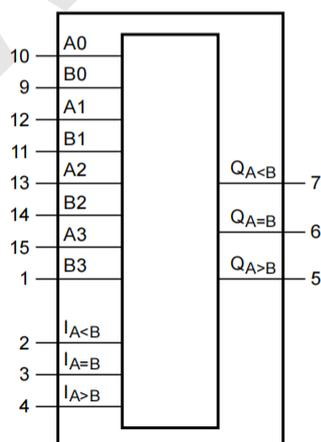 10 A0
9 B0
12 A1
11 B1
13 A2
14 B2
15 A3
1 B3
2 IA<B
3 IA=B
4 IA>B
QA<B 7
QA=B 6
QA>B 5